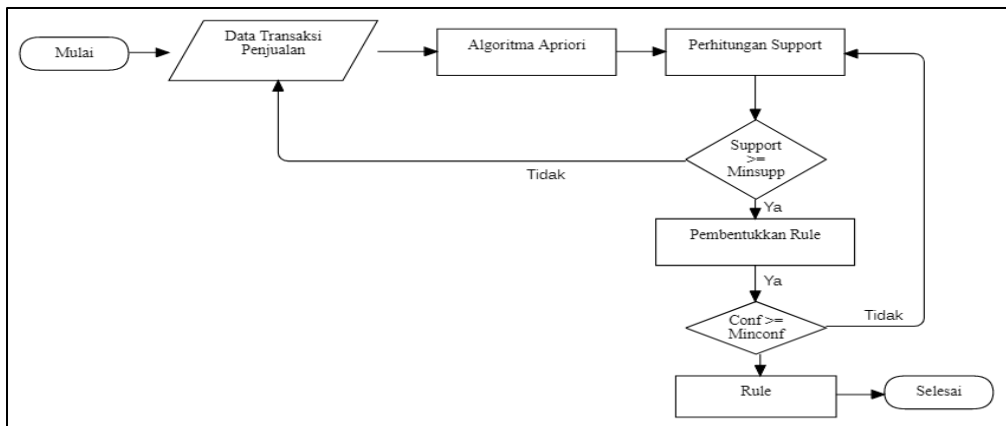 Mulai
Data Transaksi
Penjualan
Algoritma Apriori
Perhitungan Support
Support
>=
Minsupp
Tidak
Ya
Pembentukkan Rule
Ya
Conf >=
Minconf
Tidak
Rule
Selesai